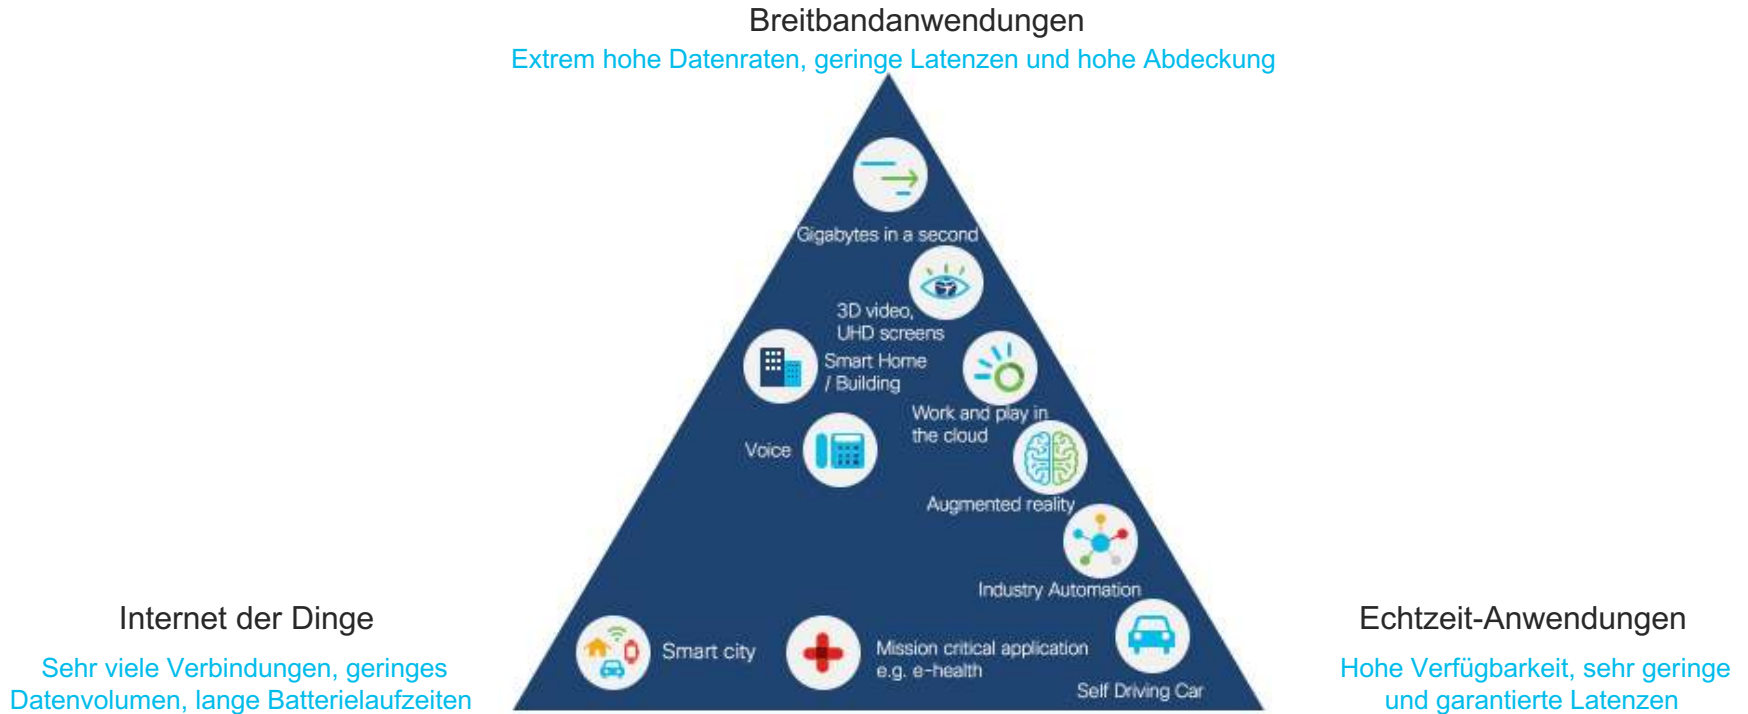 Breitbandanwendungen
Extrem hohe Datenraten, geringe Latenzen und hohe Abdeckung
Gigabytes in a second
3D video,
UHD screens
Smart Home
/ Building
Work and play in
the cloud
Voice
Augmented reality
Industry Automation
Internet der Dinge
Sehr viele Verbindungen, geringes
Datenvolumen, lange Batterielaufzeiten
Smart city
Mission critical application
e.g. e-health
Self Driving Car
Echtzeit-Anwendungen
Hohe Verfügbarkeit, sehr geringe
und garantierte Latenzen